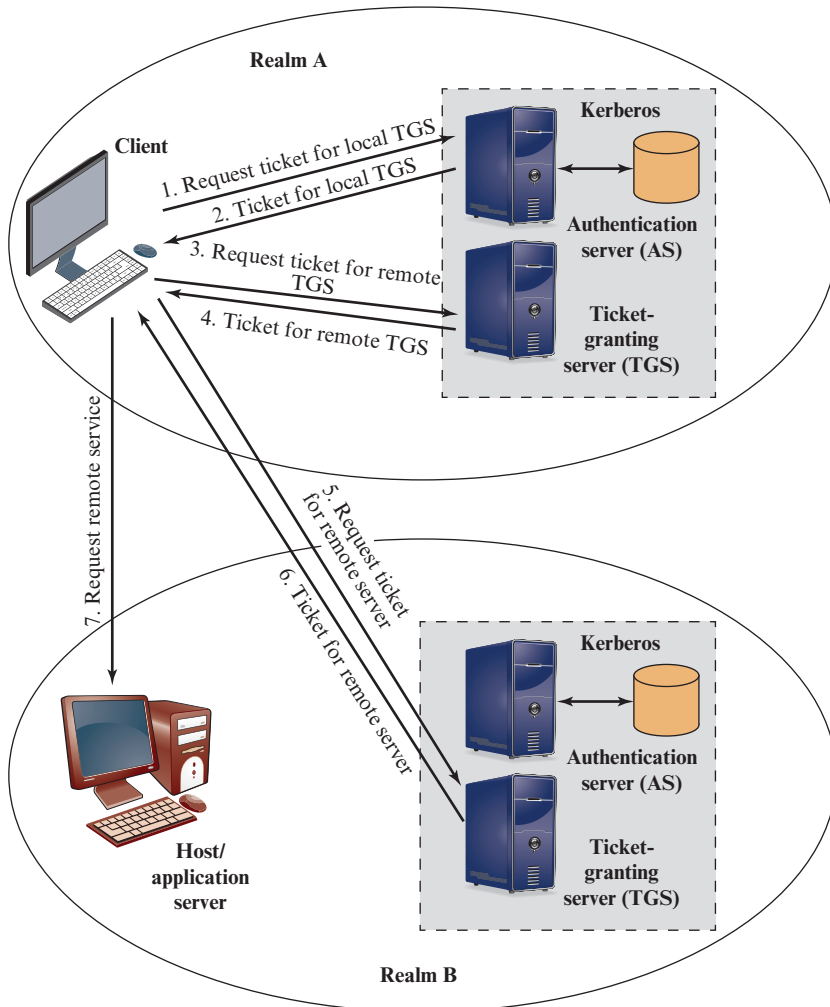 Realm A
Client
Kerberos
1. Request ticket for local TGS
2. Ticket for local TGS
Authentication
server (AS)
3. Request ticket for remote
TGS
4. Ticket for remote TGS
Ticket-
granting
server (TGS)
5. Request ticket
for remote server
6. Ticket for remote server
7. Request remote service
Kerberos
Authentication
server (AS)
Host/
application
server
Ticket-
granting
server (TGS)
Realm B